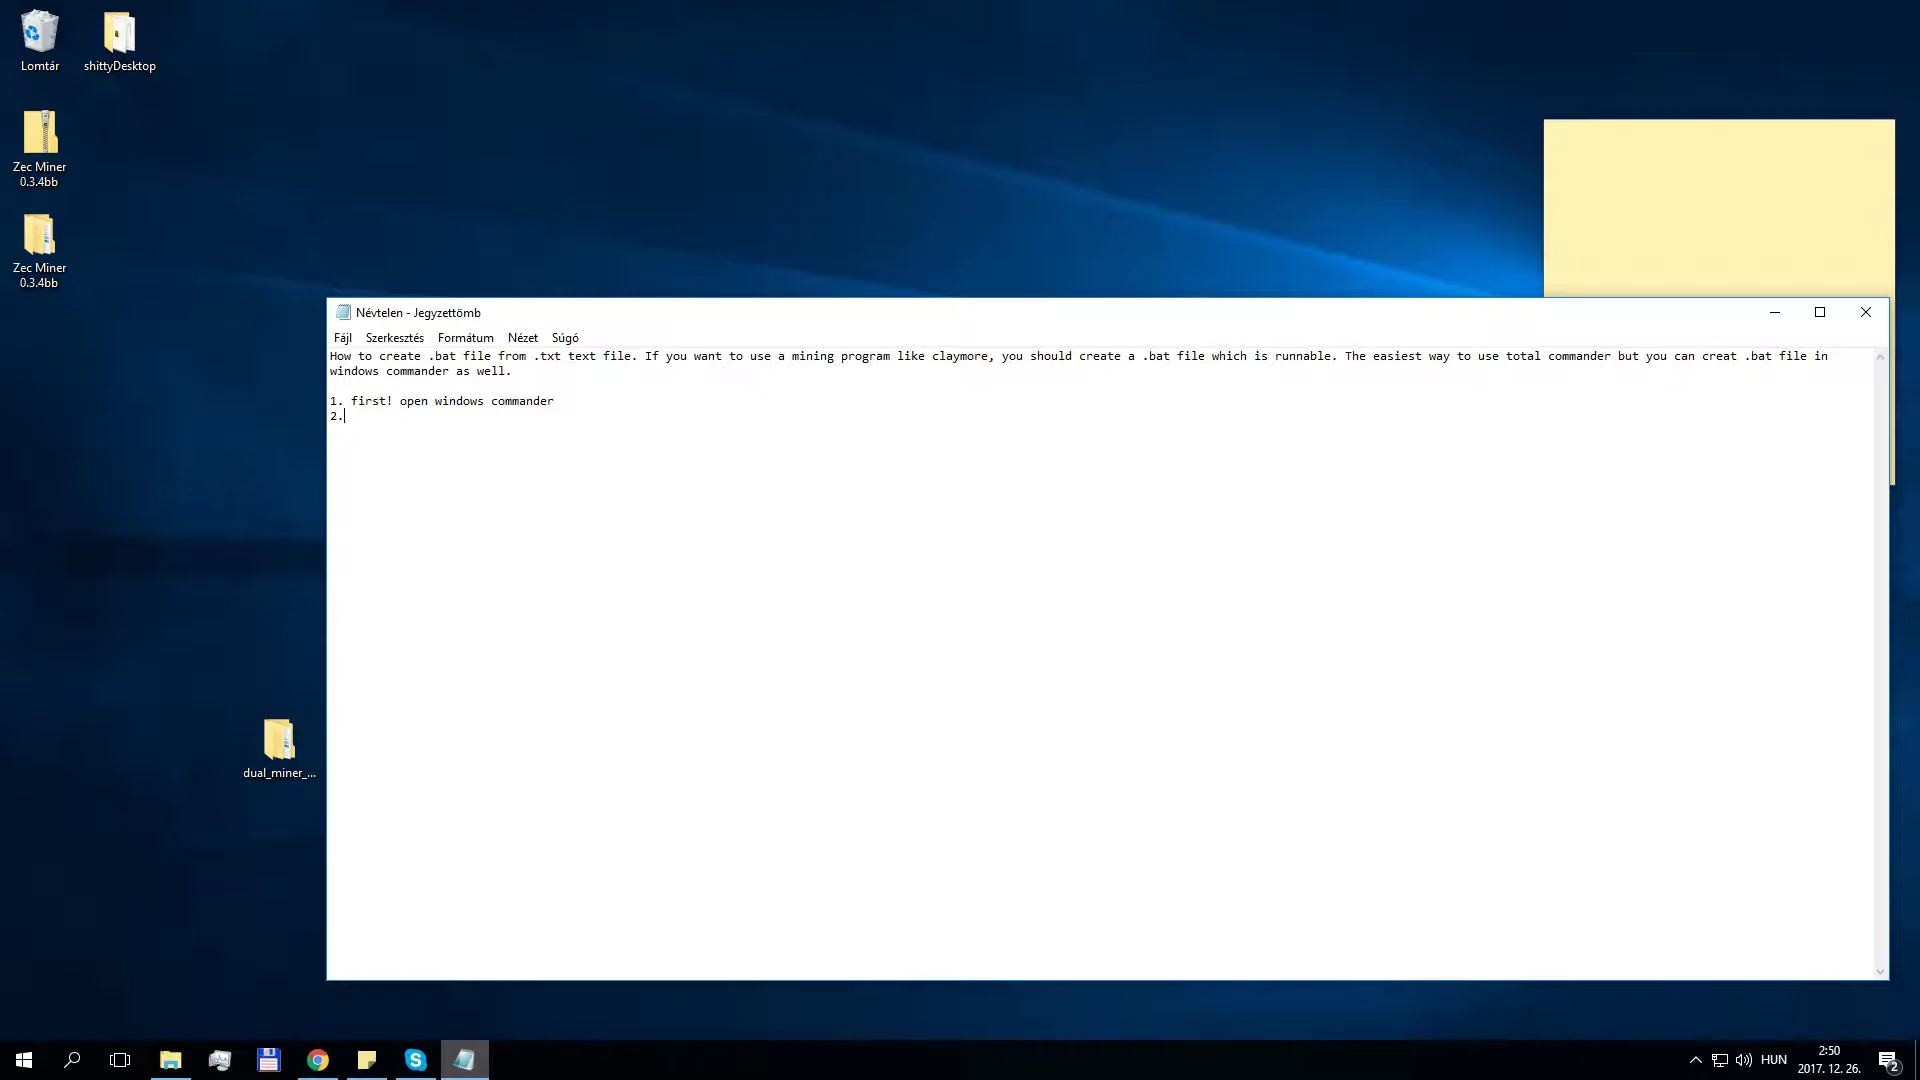 Lomtár
shittyDesktop
Zec Miner
0.3.4bb
Zec Miner
0.3.4bb
dual_miner_...
Névtelen - Jegyzettömb
Fájl Szerkesztés Formátum Nézet Súgó
How to create .bat file from .txt text file. If you want to use a mining program like claymore, you should create a .bat file which is runnable. The easiest way to use total commander but you can creat .bat file in
windows commander as well.
1. first! open windows commander
2.
HUN
2:50
2017. 12. 26.
2